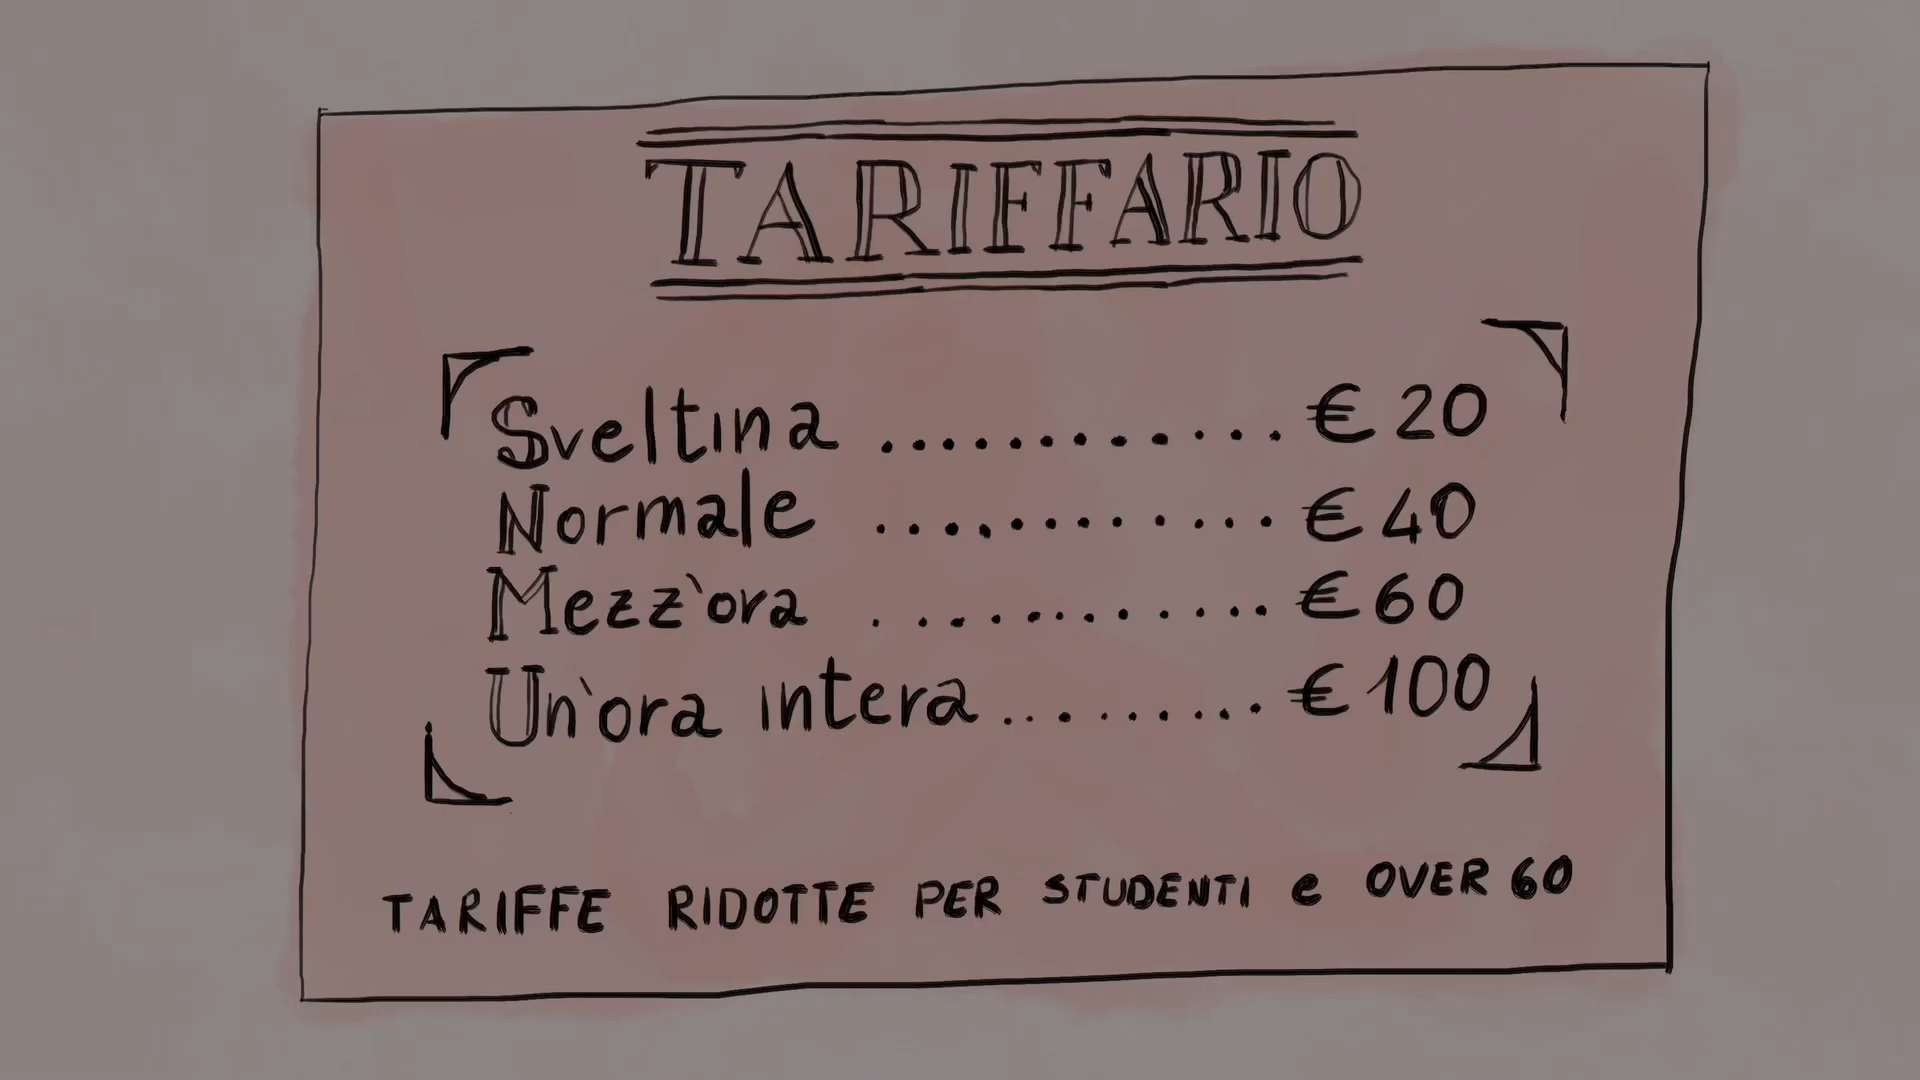 TARIFFARIO
Sveltina ............ € 20
Normale ............ € 40
Mezz'ora ............ € 60
Un'ora intera ......... € 100
TARIFFE RIDOTTE PER STUDENTI e OVER 60